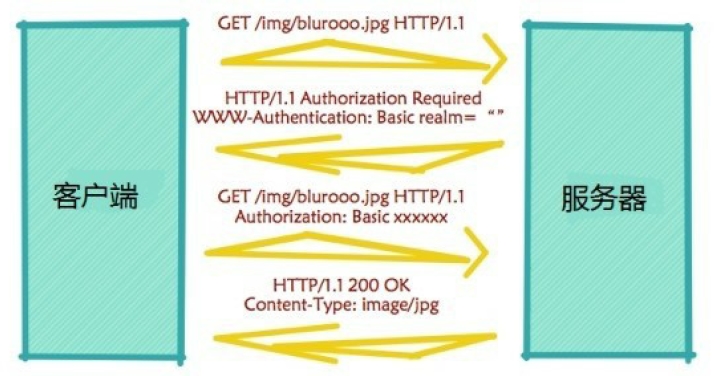 GET /img/blurooo.jpg HTTP/1.1
HTTP/1.1 Authorization Required
WWW-Authentication: Basic realm= “”
客户端
服务器
GET /img/blurooo.jpg HTTP/1.1
Authorization: Basic xxxxxx
HTTP/1.1 200 OK
Content-Type: image/jpg